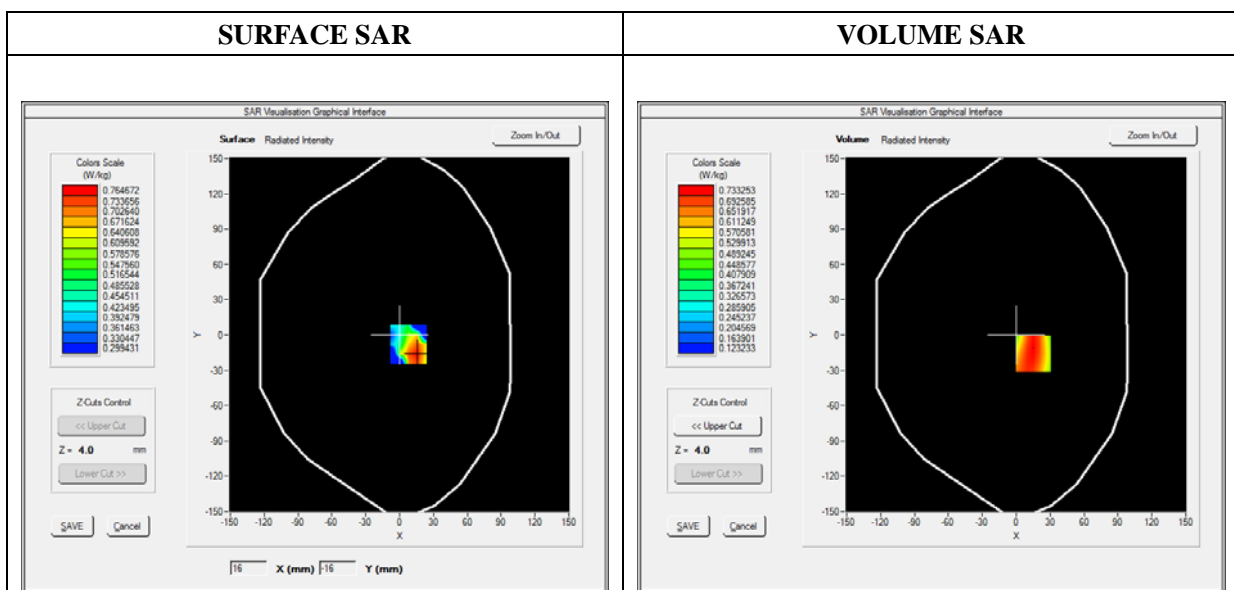 SURFACE SAR
SAR Visualisation Graphical Interface
Surface Radiated Intensity
Zoom In/Out
Colors Scale
(W/kg)
0.764672
0.733656
0.702640
0.671624
0.640608
0.609592
0.578576
0.547560
0.516544
0.485528
0.454511
0.423495
0.392479
0.361463
0.330447
0.299431
150
120
90
60
30
0
-30
-60
-90
-120
-150
Y
-150 -120 -90 -60 -30 0 30 60 90 120 150
X
Z-Cuts Control
<< Upper Cut
Z = 4.0 mm
Lower Cut >>
SAVE Cancel
16 X (mm) -16 Y (mm)
VOLUME SAR
SAR Visualisation Graphical Interface
Volume Radiated Intensity
Zoom In/Out
Colors Scale
(W/kg)
0.733253
0.692585
0.651917
0.611249
0.570581
0.529913
0.489245
0.448577
0.407909
0.367241
0.326573
0.285905
0.245237
0.204569
0.163901
0.123233
150
120
90
60
30
0
-30
-60
-90
-120
-150
Y
-150 -120 -90 -60 -30 0 30 60 90 120 150
X
Z-Cuts Control
<< Upper Cut
Z = 4.0 mm
Lower Cut >>
SAVE Cancel